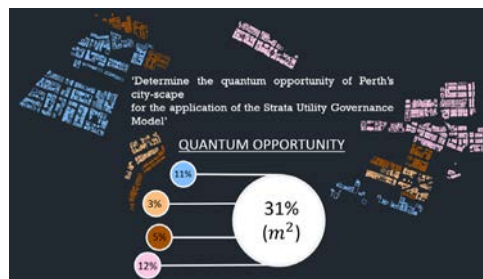 'Determine the quantum opportunity of Perth's
city-scape
for the application of the Strata Utility Governance
Model'
QUANTUM OPPORTUNITY
11%
3%
5%
12%
31%
(m²)